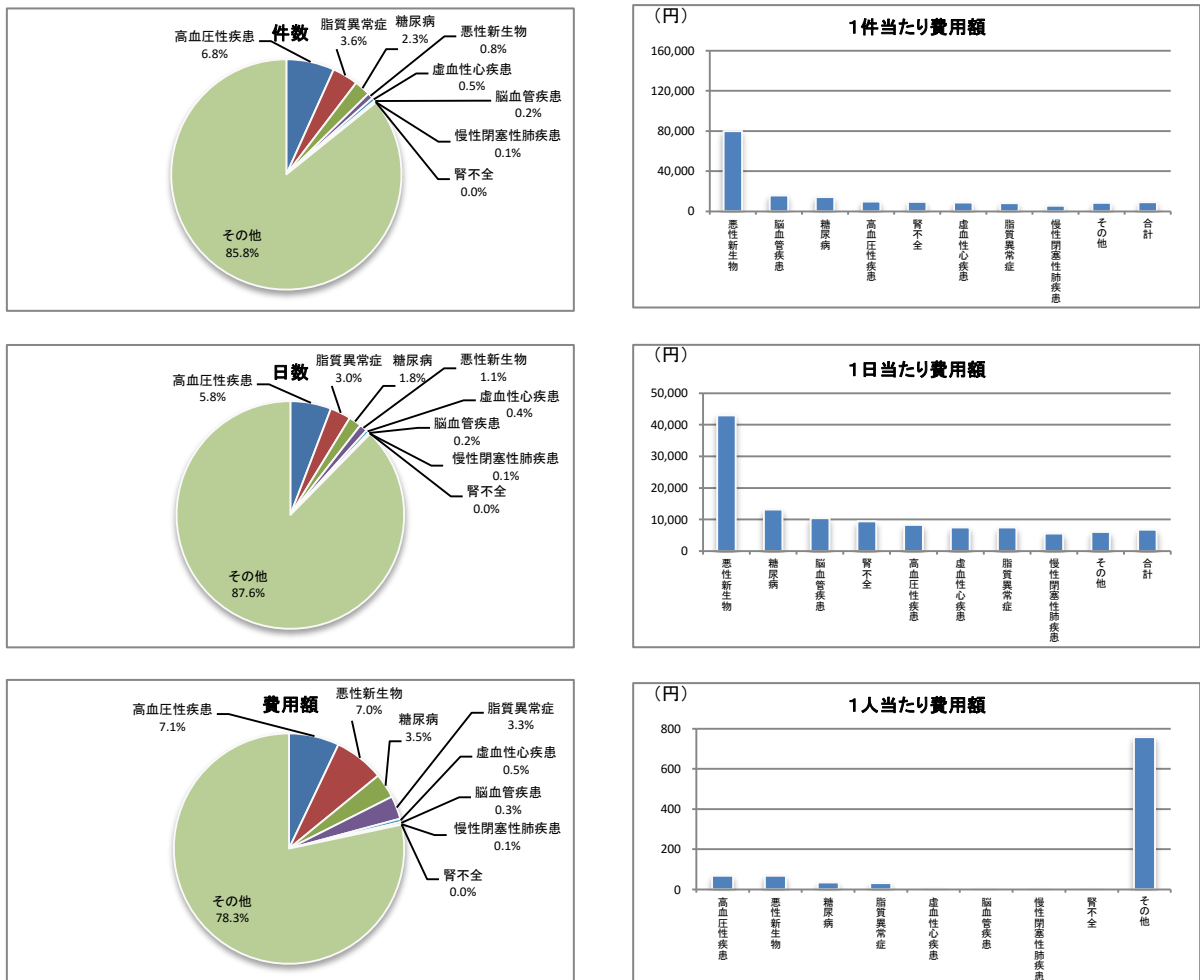 件数
高血圧性疾患
6.8%
脂質異常症
3.6%
糖尿病
2.3%
悪性新生物
0.8%
虚血性心疾患
0.5%
脳血管疾患
0.2%
慢性閉塞性肺疾患
0.1%
腎不全
0.0%
その他
85.8%
（円）
1件当たり費用額
160,000
120,000
80,000
40,000
0
悪性新生物
脳血管疾患
糖尿病
高血圧性疾患
腎不全
虚血性心疾患
脂質異常症
慢性閉塞性肺疾患
その他
合計
日数
高血圧性疾患
5.8%
脂質異常症
3.0%
糖尿病
1.8%
悪性新生物
1.1%
虚血性心疾患
0.4%
脳血管疾患
0.2%
慢性閉塞性肺疾患
0.1%
腎不全
0.0%
その他
87.6%
（円）
1日当たり費用額
50,000
40,000
30,000
20,000
10,000
0
悪性新生物
糖尿病
脳血管疾患
腎不全
高血圧性疾患
虚血性心疾患
脂質異常症
慢性閉塞性肺疾患
その他
合計
費用額
高血圧性疾患
7.1%
悪性新生物
7.0%
糖尿病
3.5%
脂質異常症
3.3%
虚血性心疾患
0.5%
脳血管疾患
0.3%
慢性閉塞性肺疾患
0.1%
腎不全
0.0%
その他
78.3%
（円）
1人当たり費用額
800
600
400
200
0
高血圧性疾患
悪性新生物
糖尿病
脂質異常症
虚血性心疾患
脳血管疾患
慢性閉塞性肺疾患
腎不全
その他